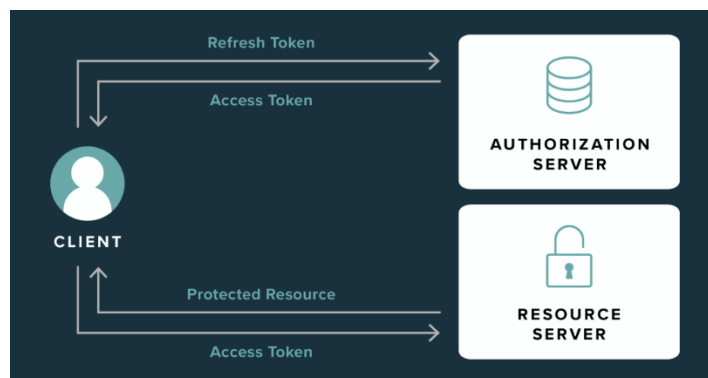 Refresh Token
Access Token
AUTHORIZATION
SERVER
CLIENT
Protected Resource
Access Token
RESOURCE
SERVER